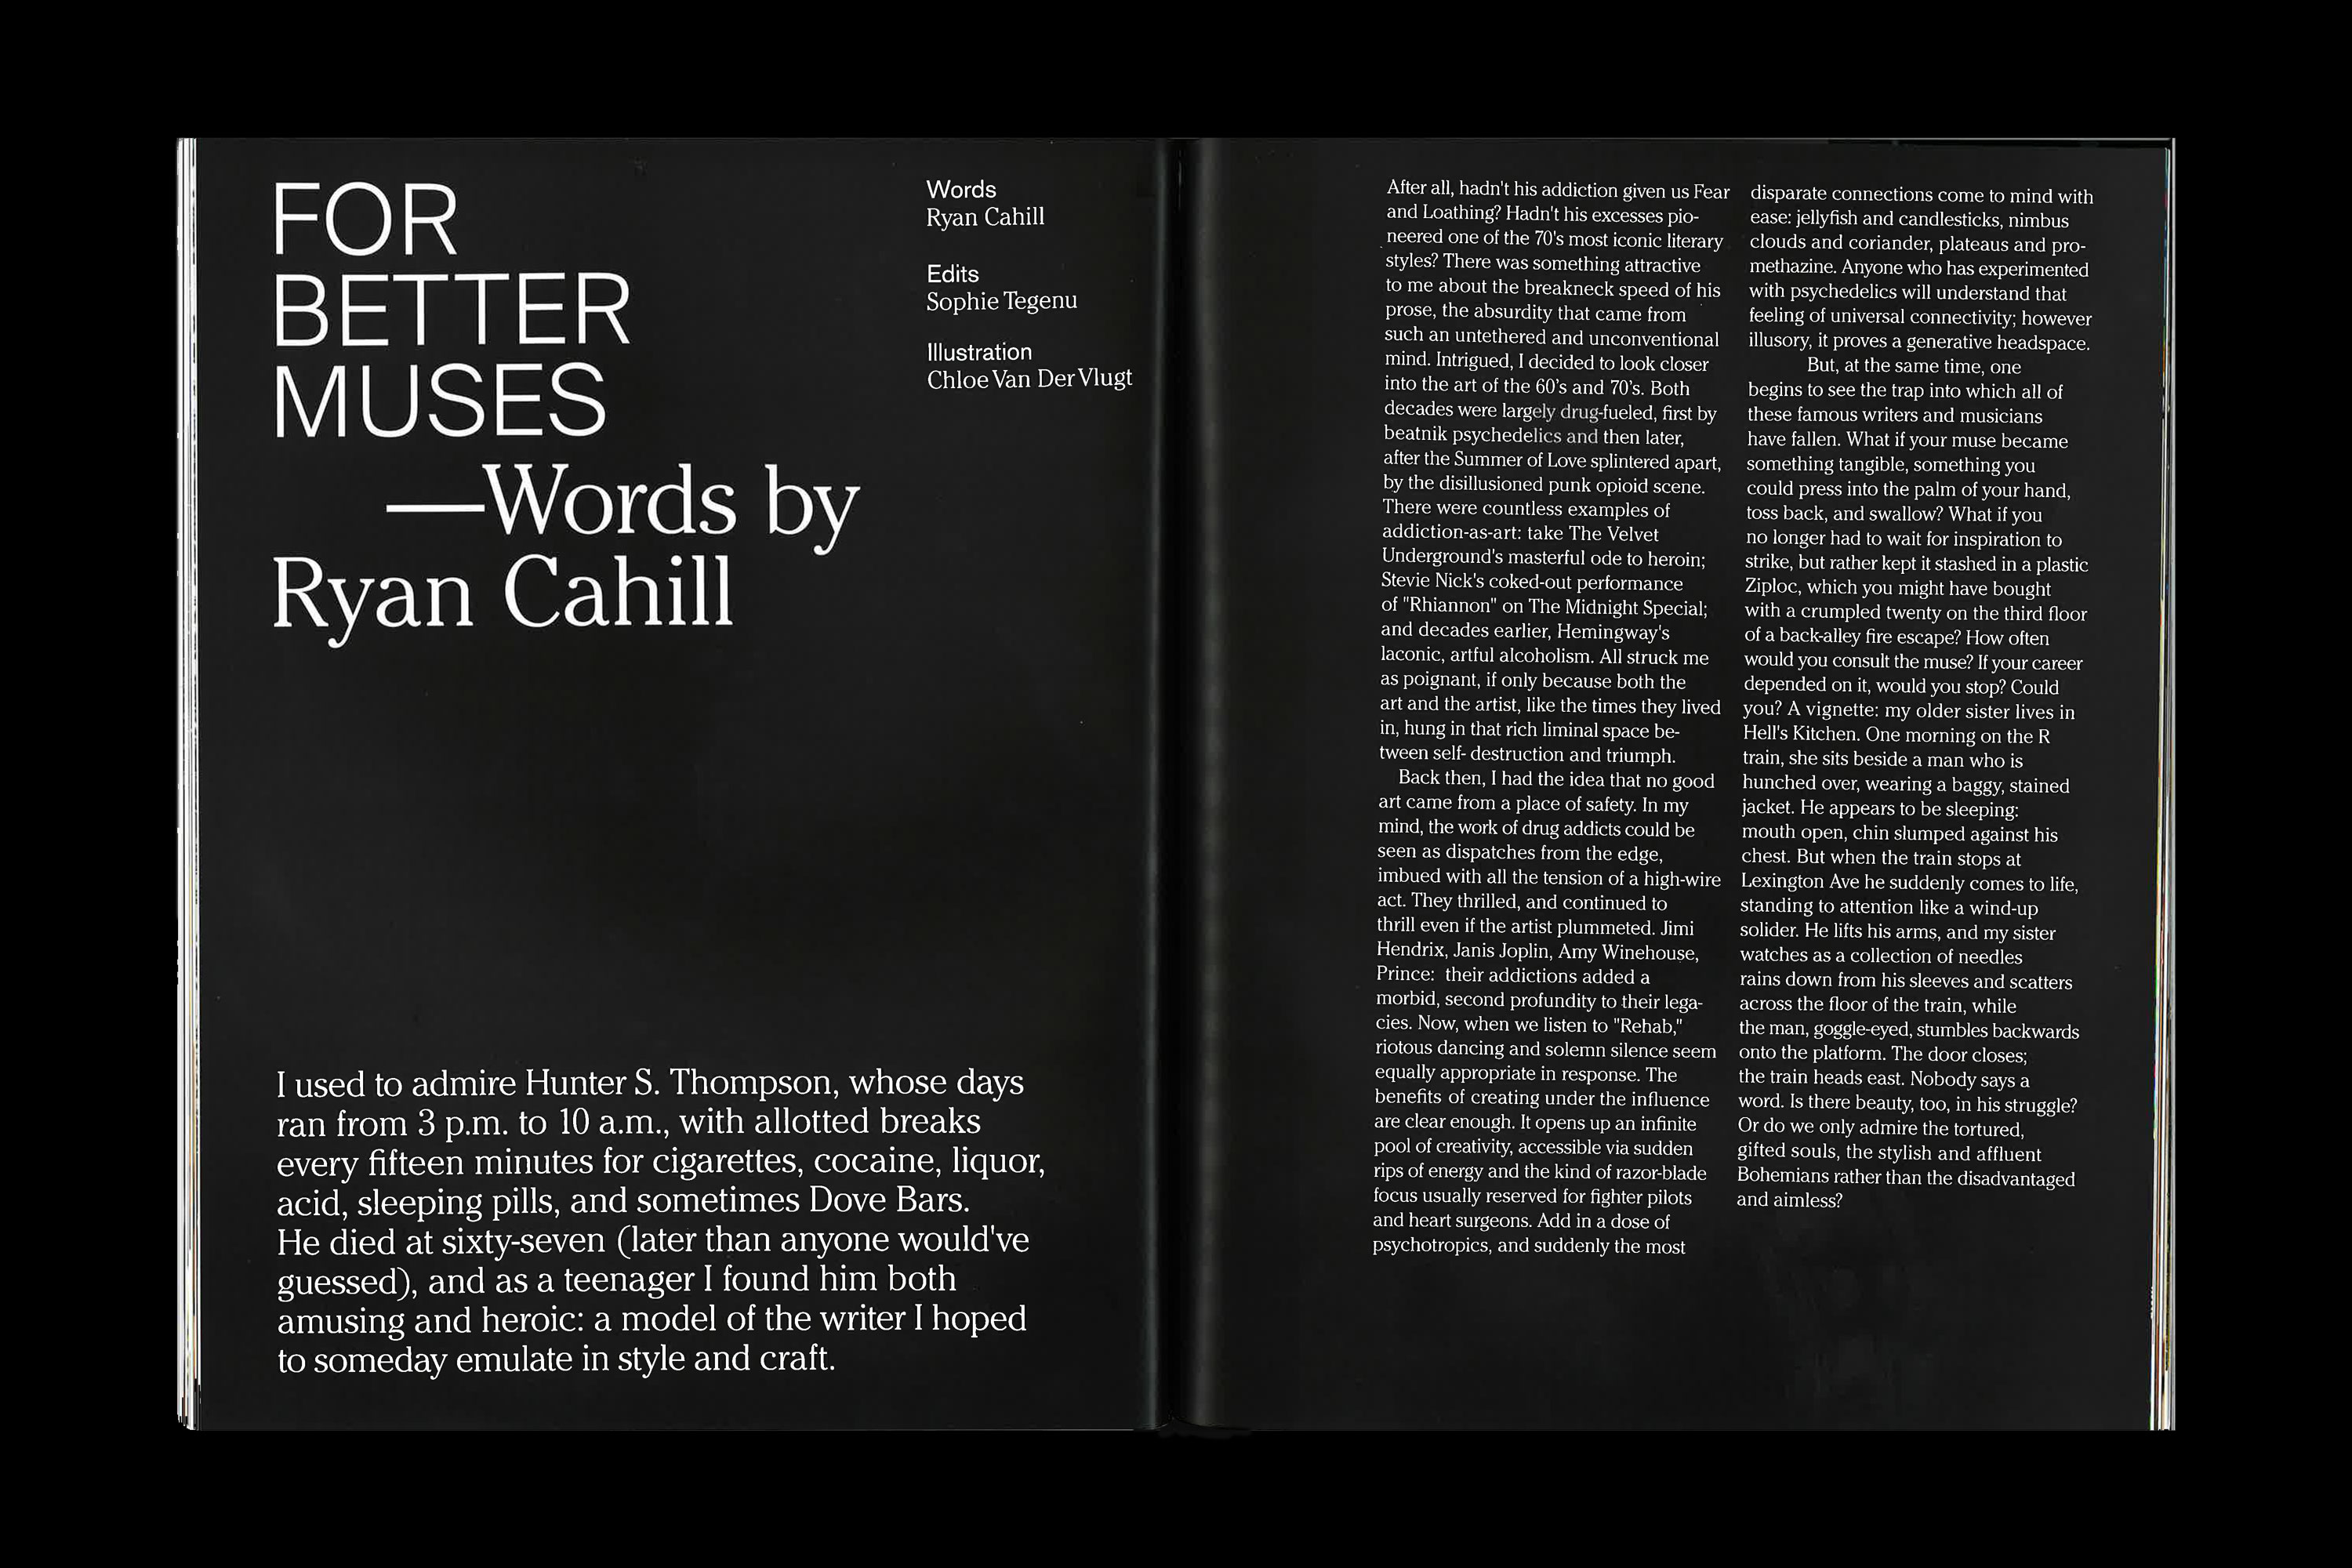 FOR
BETTER
MUSES
—Words by
Ryan Cahill
Words
Ryan Cahill
Edits
Sophie Tegenu
Illustration
Chloe Van Der Vlugt
I used to admire Hunter S. Thompson, whose days
ran from 3 p.m. to 10 a.m., with allotted breaks
every fifteen minutes for cigarettes, cocaine, liquor,
acid, sleeping pills, and sometimes Dove Bars.
He died at sixty-seven (later than anyone would've
guessed), and as a teenager I found him both
amusing and heroic: a model of the writer I hoped
to someday emulate in style and craft.
After all, hadn't his addiction given us Fear
and Loathing? Hadn't his excesses pio-
neered one of the 70's most iconic literary
styles? There was something attractive
to me about the breakneck speed of his
prose, the absurdity that came from
such an untethered and unconventional
mind. Intrigued, I decided to look closer
into the art of the 60's and 70's. Both
decades were largely drug-fueled, first by
beatnik psychedelics and then later,
after the Summer of Love splintered apart,
by the disillusioned punk opioid scene.
There were countless examples of
addiction-as-art: take The Velvet
Underground's masterful ode to heroin;
Stevie Nick's coked-out performance
of "Rhiannon" on The Midnight Special;
and decades earlier, Hemingway's
laconic, artful alcoholism. All struck me
as poignant, if only because both the
art and the artist, like the times they lived
in, hung in that rich liminal space be-
tween self- destruction and triumph.
Back then, I had the idea that no good
art came from a place of safety. In my
mind, the work of drug addicts could be
seen as dispatches from the edge,
imbued with all the tension of a high-wire
act. They thrilled, and continued to
thrill even if the artist plummeted. Jimi
Hendrix, Janis Joplin, Amy Winehouse,
Prince: their addictions added a
morbid, second profundity to their lega-
cies. Now, when we listen to "Rehab,"
riotous dancing and solemn silence seem
equally appropriate in response. The
benefits of creating under the influence
are clear enough. It opens up an infinite
pool of creativity, accessible via sudden
rips of energy and the kind of razor-blade
focus usually reserved for fighter pilots
and heart surgeons. Add in a dose of
psychotropics, and suddenly the most
disparate connections come to mind with
ease: jellyfish and candlesticks, nimbus
clouds and coriander, plateaus and pro-
methazine. Anyone who has experimented
with psychedelics will understand that
feeling of universal connectivity; however
illusory, it proves a generative headspace.
But, at the same time, one
begins to see the trap into which all of
these famous writers and musicians
have fallen. What if your muse became
something tangible, something you
could press into the palm of your hand,
toss back, and swallow? What if you
no longer had to wait for inspiration to
strike, but rather kept it stashed in a plastic
Ziploc, which you might have bought
with a crumpled twenty on the third floor
of a back-alley fire escape? How often
would you consult the muse? If your career
depended on it, would you stop? Could
you? A vignette: my older sister lives in
Hell's Kitchen. One morning on the R
train, she sits beside a man who is
hunched over, wearing a baggy, stained
jacket. He appears to be sleeping:
mouth open, chin slumped against his
chest. But when the train stops at
Lexington Ave he suddenly comes to life,
standing to attention like a wind-up
solider. He lifts his arms, and my sister
watches as a collection of needles
rains down from his sleeves and scatters
across the floor of the train, while
the man, goggle-eyed, stumbles backwards
onto the platform. The door closes;
the train heads east. Nobody says a
word. Is there beauty, too, in his struggle?
Or do we only admire the tortured,
gifted souls, the stylish and affluent
Bohemians rather than the disadvantaged
and aimless?